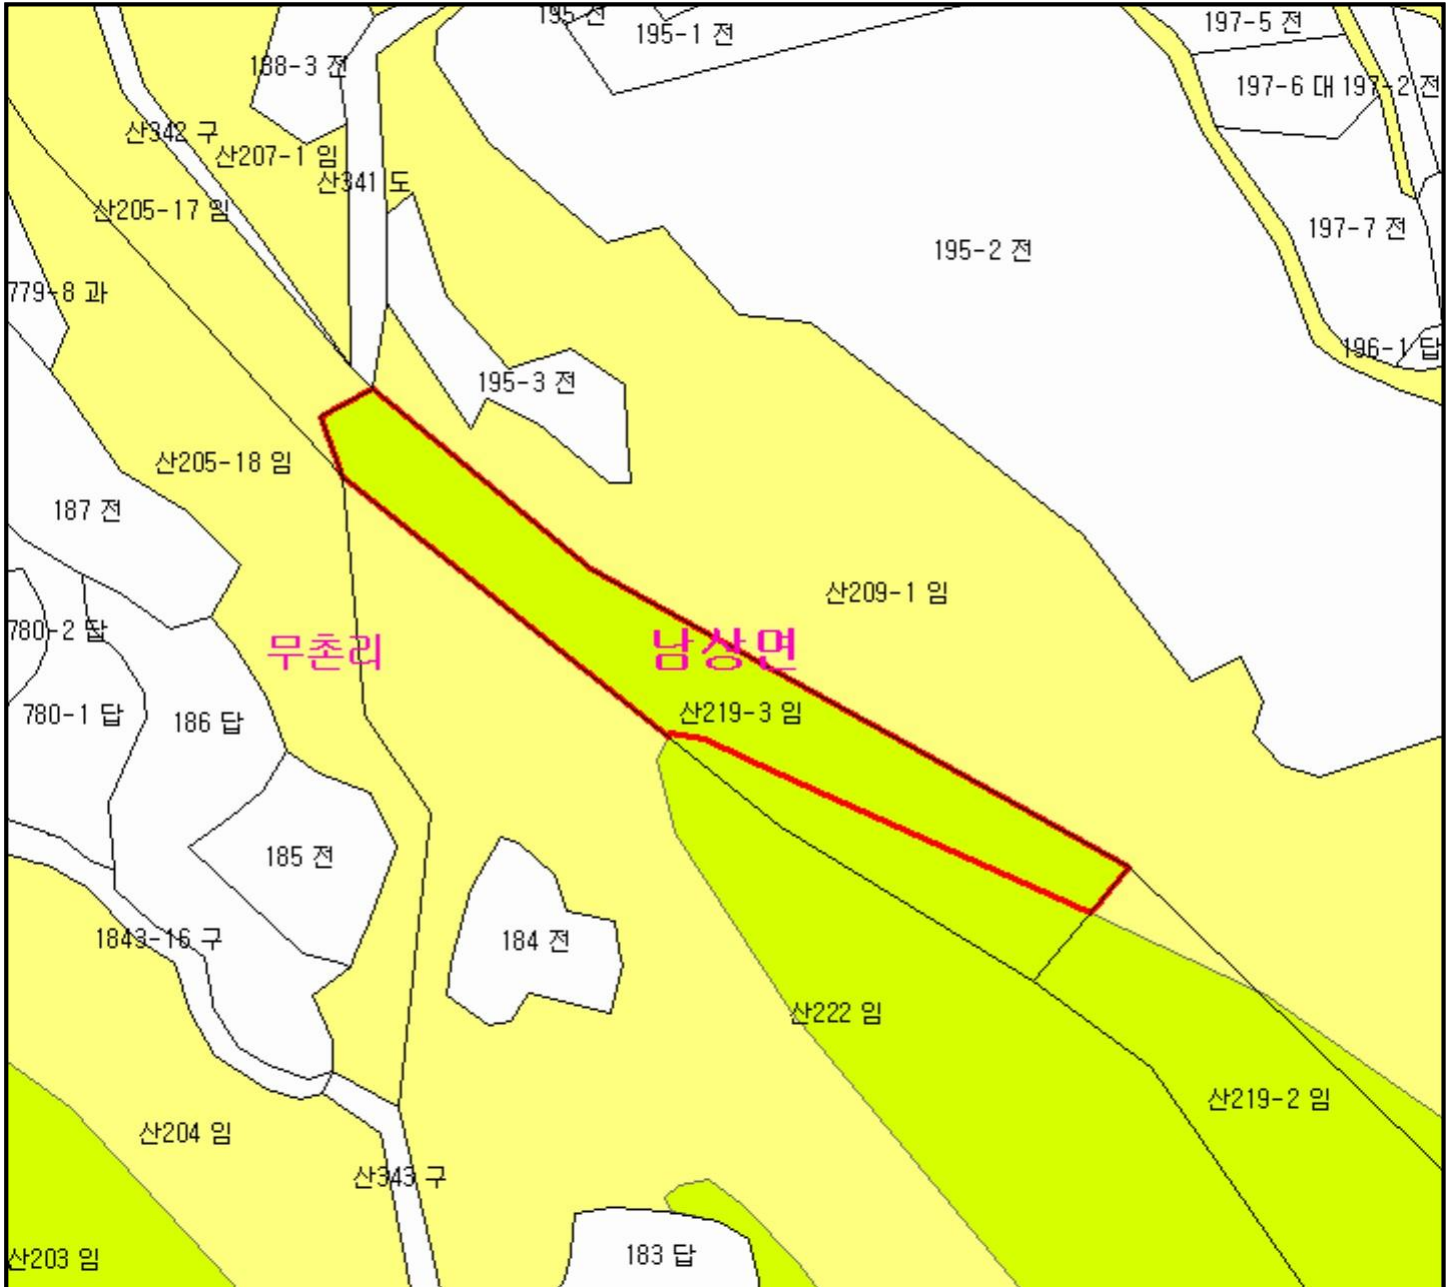 195 전
195-1 전
197-5 전
188-3 전
197-6 대
197-2 전
산342 구
산207-1 임
산341 도
산205-17 임
197-7 전
195-2 전
779-8 과
196-1 답
195-3 전
산205-18 임
187 전
산209-1 임
780-2 답
무촌리
남상면
780-1 답
186 답
산219-3 임
185 전
1843-16 구
184 전
산222 임
산219-2 임
산204 임
산343 구
183 답
산203 임